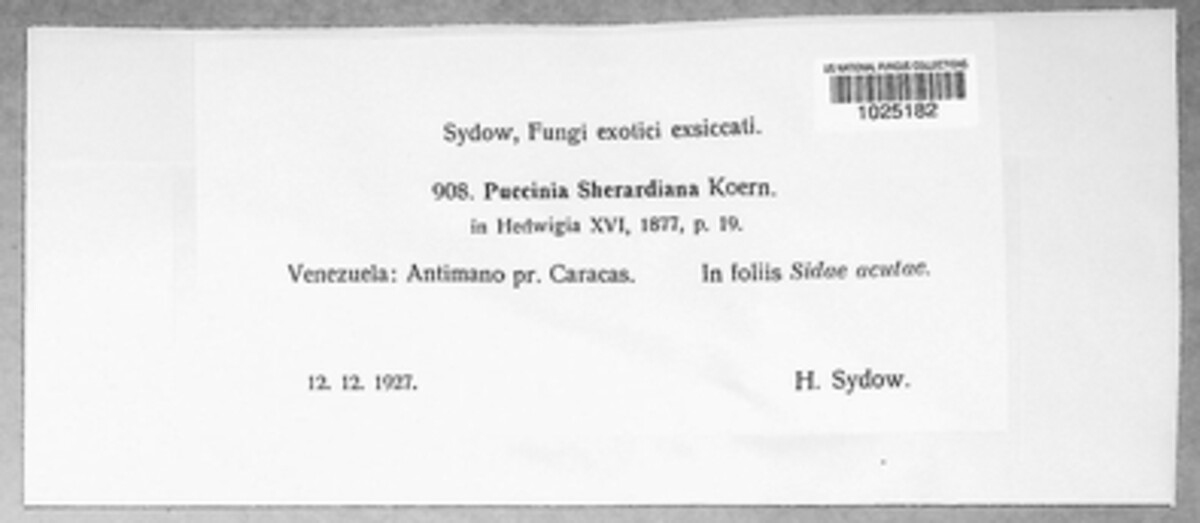 US NATIONAL FUNGUS COLLECTIONS
1025182
Sydow, Fungi exotici exsiccati.
908. Puccinia Sherardiana Koern.
in Hedwigia XVI, 1877, p. 19.
Venezuela: Antimano pr. Caracas. In foliis Sidae acutae.
12. 12. 1927. H. Sydow.